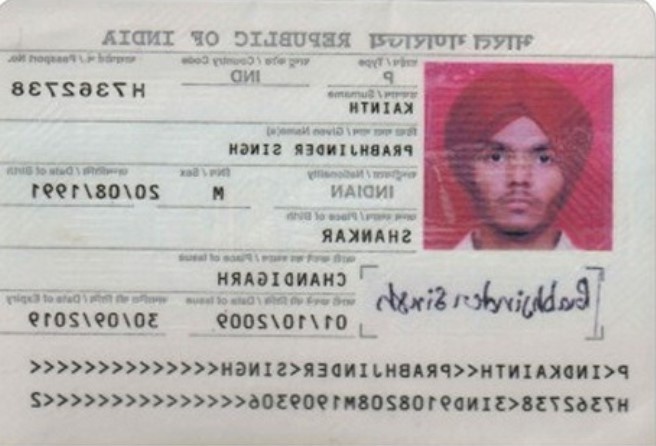 भारत गणराज्य REPUBLIC OF INDIA
टाईप / Type राष्ट्र कोड / Country Code पासपोर्ट नं. / Passport No.
P IND H7362738
उपनाम / Surname
KAINTH
दिया गया नाम / Given Name(s)
PRABHJINDER SINGH
राष्ट्रीयता / Nationality लिंग / Sex जन्मतिथि / Date of Birth
INDIAN M 20/08/1991
जन्म स्थान / Place of Birth
SHANKAR
जारी करने का स्थान / Place of Issue
CHANDIGARH
जारी करने की तिथि / Date of Issue समाप्ति की तिथि / Date of Expiry
01/10/2009 30/09/2019
Prabhjinder Singh
P<INDKAINTH<<PRABHJINDER<SINGH<<<<<<<<<<<<<<
H7362738<3IND9108208M1909306<<<<<<<<<<<<<<<2